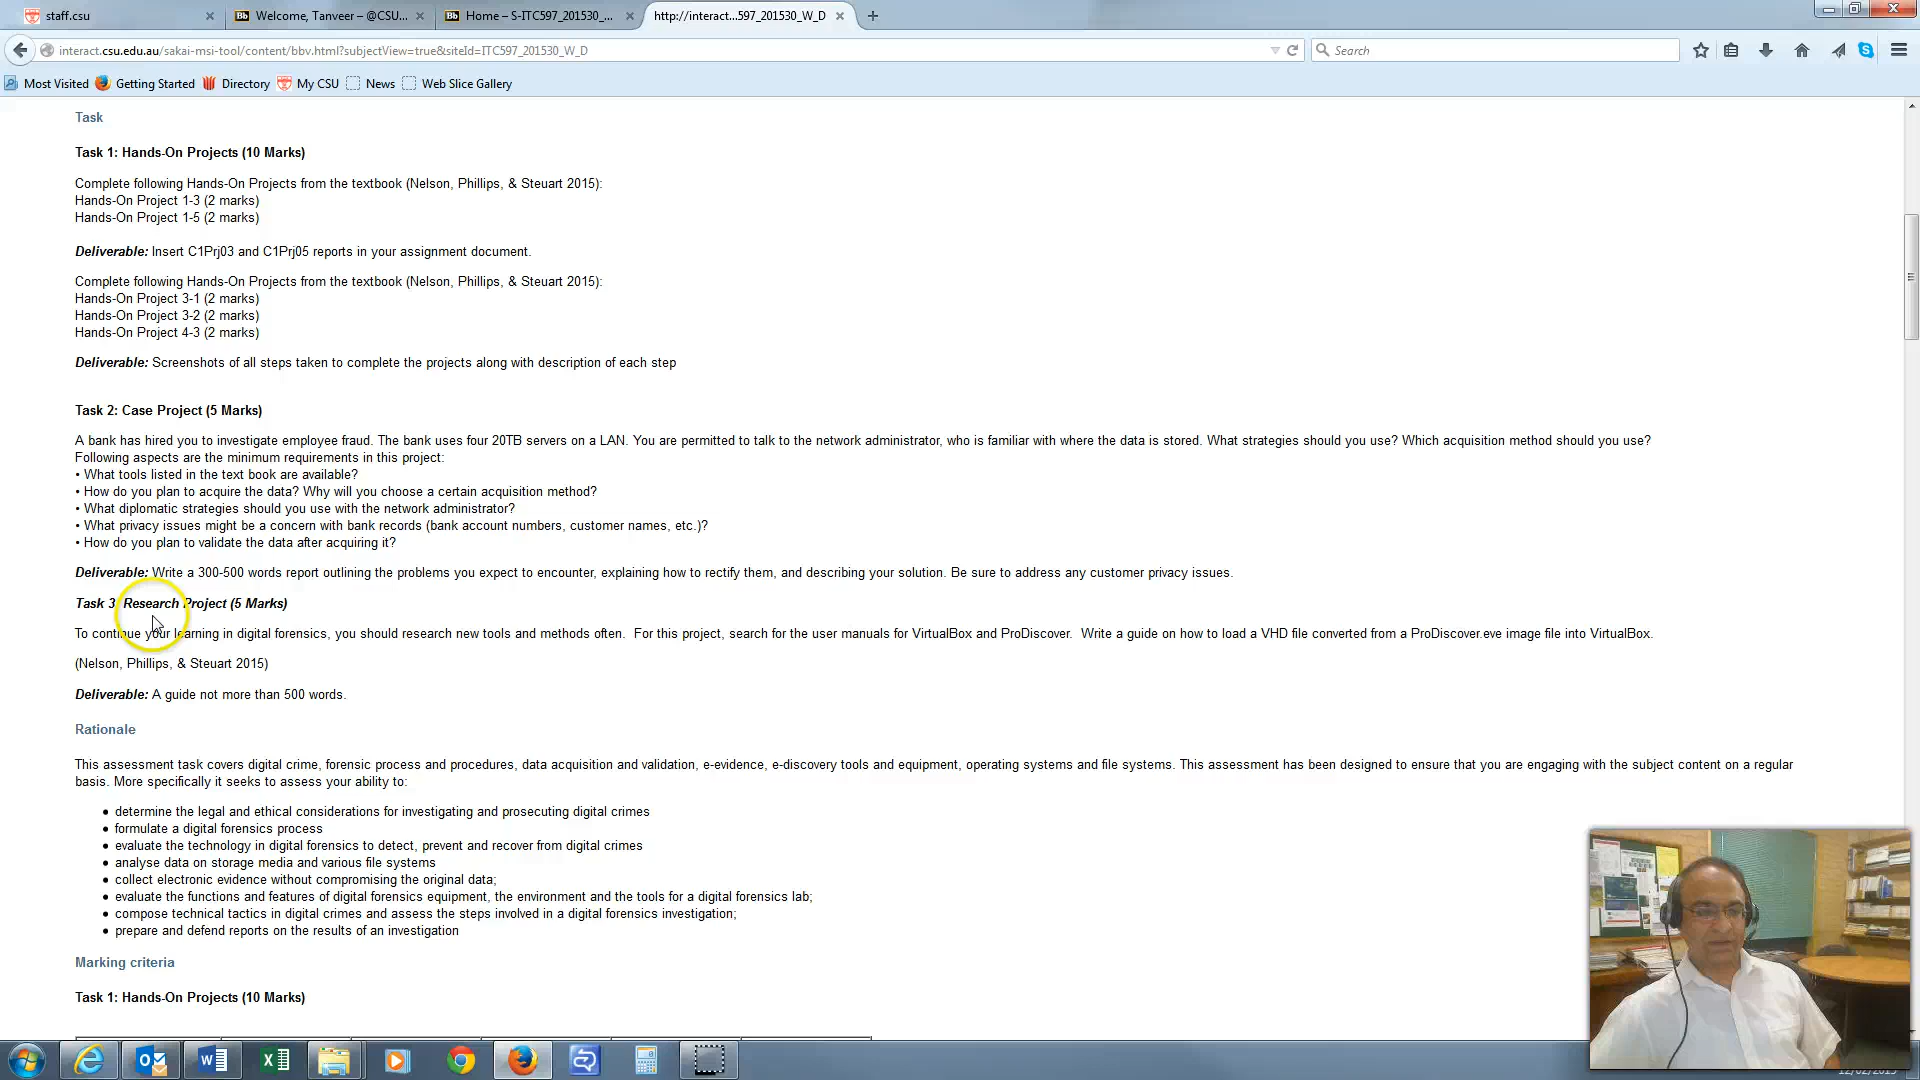 staff.csu
Welcome, Tanveer – @CSU...
Home – S-ITC597_201530_...
http://interact...597_201530_W_D
interact.csu.edu.au/sakai-msi-tool/content/bbv.html?subjectView=true&siteId=ITC597_201530_W_D
Search
Most Visited Getting Started Directory My CSU News Web Slice Gallery
Task
Task 1: Hands-On Projects (10 Marks)
Complete following Hands-On Projects from the textbook (Nelson, Phillips, & Steuart 2015):
Hands-On Project 1-3 (2 marks)
Hands-On Project 1-5 (2 marks)
Deliverable: Insert C1Prj03 and C1Prj05 reports in your assignment document.
Complete following Hands-On Projects from the textbook (Nelson, Phillips, & Steuart 2015):
Hands-On Project 3-1 (2 marks)
Hands-On Project 3-2 (2 marks)
Hands-On Project 4-3 (2 marks)
Deliverable: Screenshots of all steps taken to complete the projects along with description of each step
Task 2: Case Project (5 Marks)
A bank has hired you to investigate employee fraud. The bank uses four 20TB servers on a LAN. You are permitted to talk to the network administrator, who is familiar with where the data is stored. What strategies should you use? Which acquisition method should you use?
Following aspects are the minimum requirements in this project:
• What tools listed in the text book are available?
• How do you plan to acquire the data? Why will you choose a certain acquisition method?
• What diplomatic strategies should you use with the network administrator?
• What privacy issues might be a concern with bank records (bank account numbers, customer names, etc.)?
• How do you plan to validate the data after acquiring it?
Deliverable: Write a 300-500 words report outlining the problems you expect to encounter, explaining how to rectify them, and describing your solution. Be sure to address any customer privacy issues.
Task 3: Research Project (5 Marks)
To continue your learning in digital forensics, you should research new tools and methods often. For this project, search for the user manuals for VirtualBox and ProDiscover. Write a guide on how to load a VHD file converted from a ProDiscover.eve image file into VirtualBox.
(Nelson, Phillips, & Steuart 2015)
Deliverable: A guide not more than 500 words.
Rationale
This assessment task covers digital crime, forensic process and procedures, data acquisition and validation, e-evidence, e-discovery tools and equipment, operating systems and file systems. This assessment has been designed to ensure that you are engaging with the subject content on a regular
basis. More specifically it seeks to assess your ability to:
• determine the legal and ethical considerations for investigating and prosecuting digital crimes
• formulate a digital forensics process
• evaluate the technology in digital forensics to detect, prevent and recover from digital crimes
• analyse data on storage media and various file systems
• collect electronic evidence without compromising the original data;
• evaluate the functions and features of digital forensics equipment, the environment and the tools for a digital forensics lab;
• compose technical tactics in digital crimes and assess the steps involved in a digital forensics investigation;
• prepare and defend reports on the results of an investigation
Marking criteria
Task 1: Hands-On Projects (10 Marks)